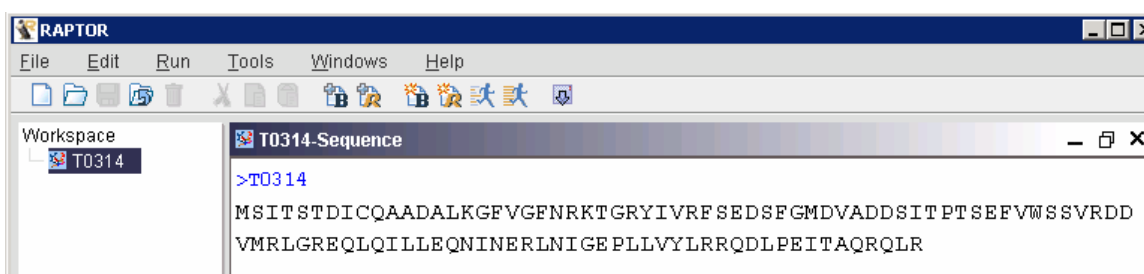 RAPTOR
File Edit Run Tools Windows Help
Workspace
T0314
T0314-Sequence
>T0314
MSITSTDICQAADALKGFVGFNRKTGRYIVRFSEDSFGMDVADDSITPTSEFVWSSVRDD
VMRLGREQLQILLEQNINERLNIGEPLLVYLRRQDLPEITAQRQLR